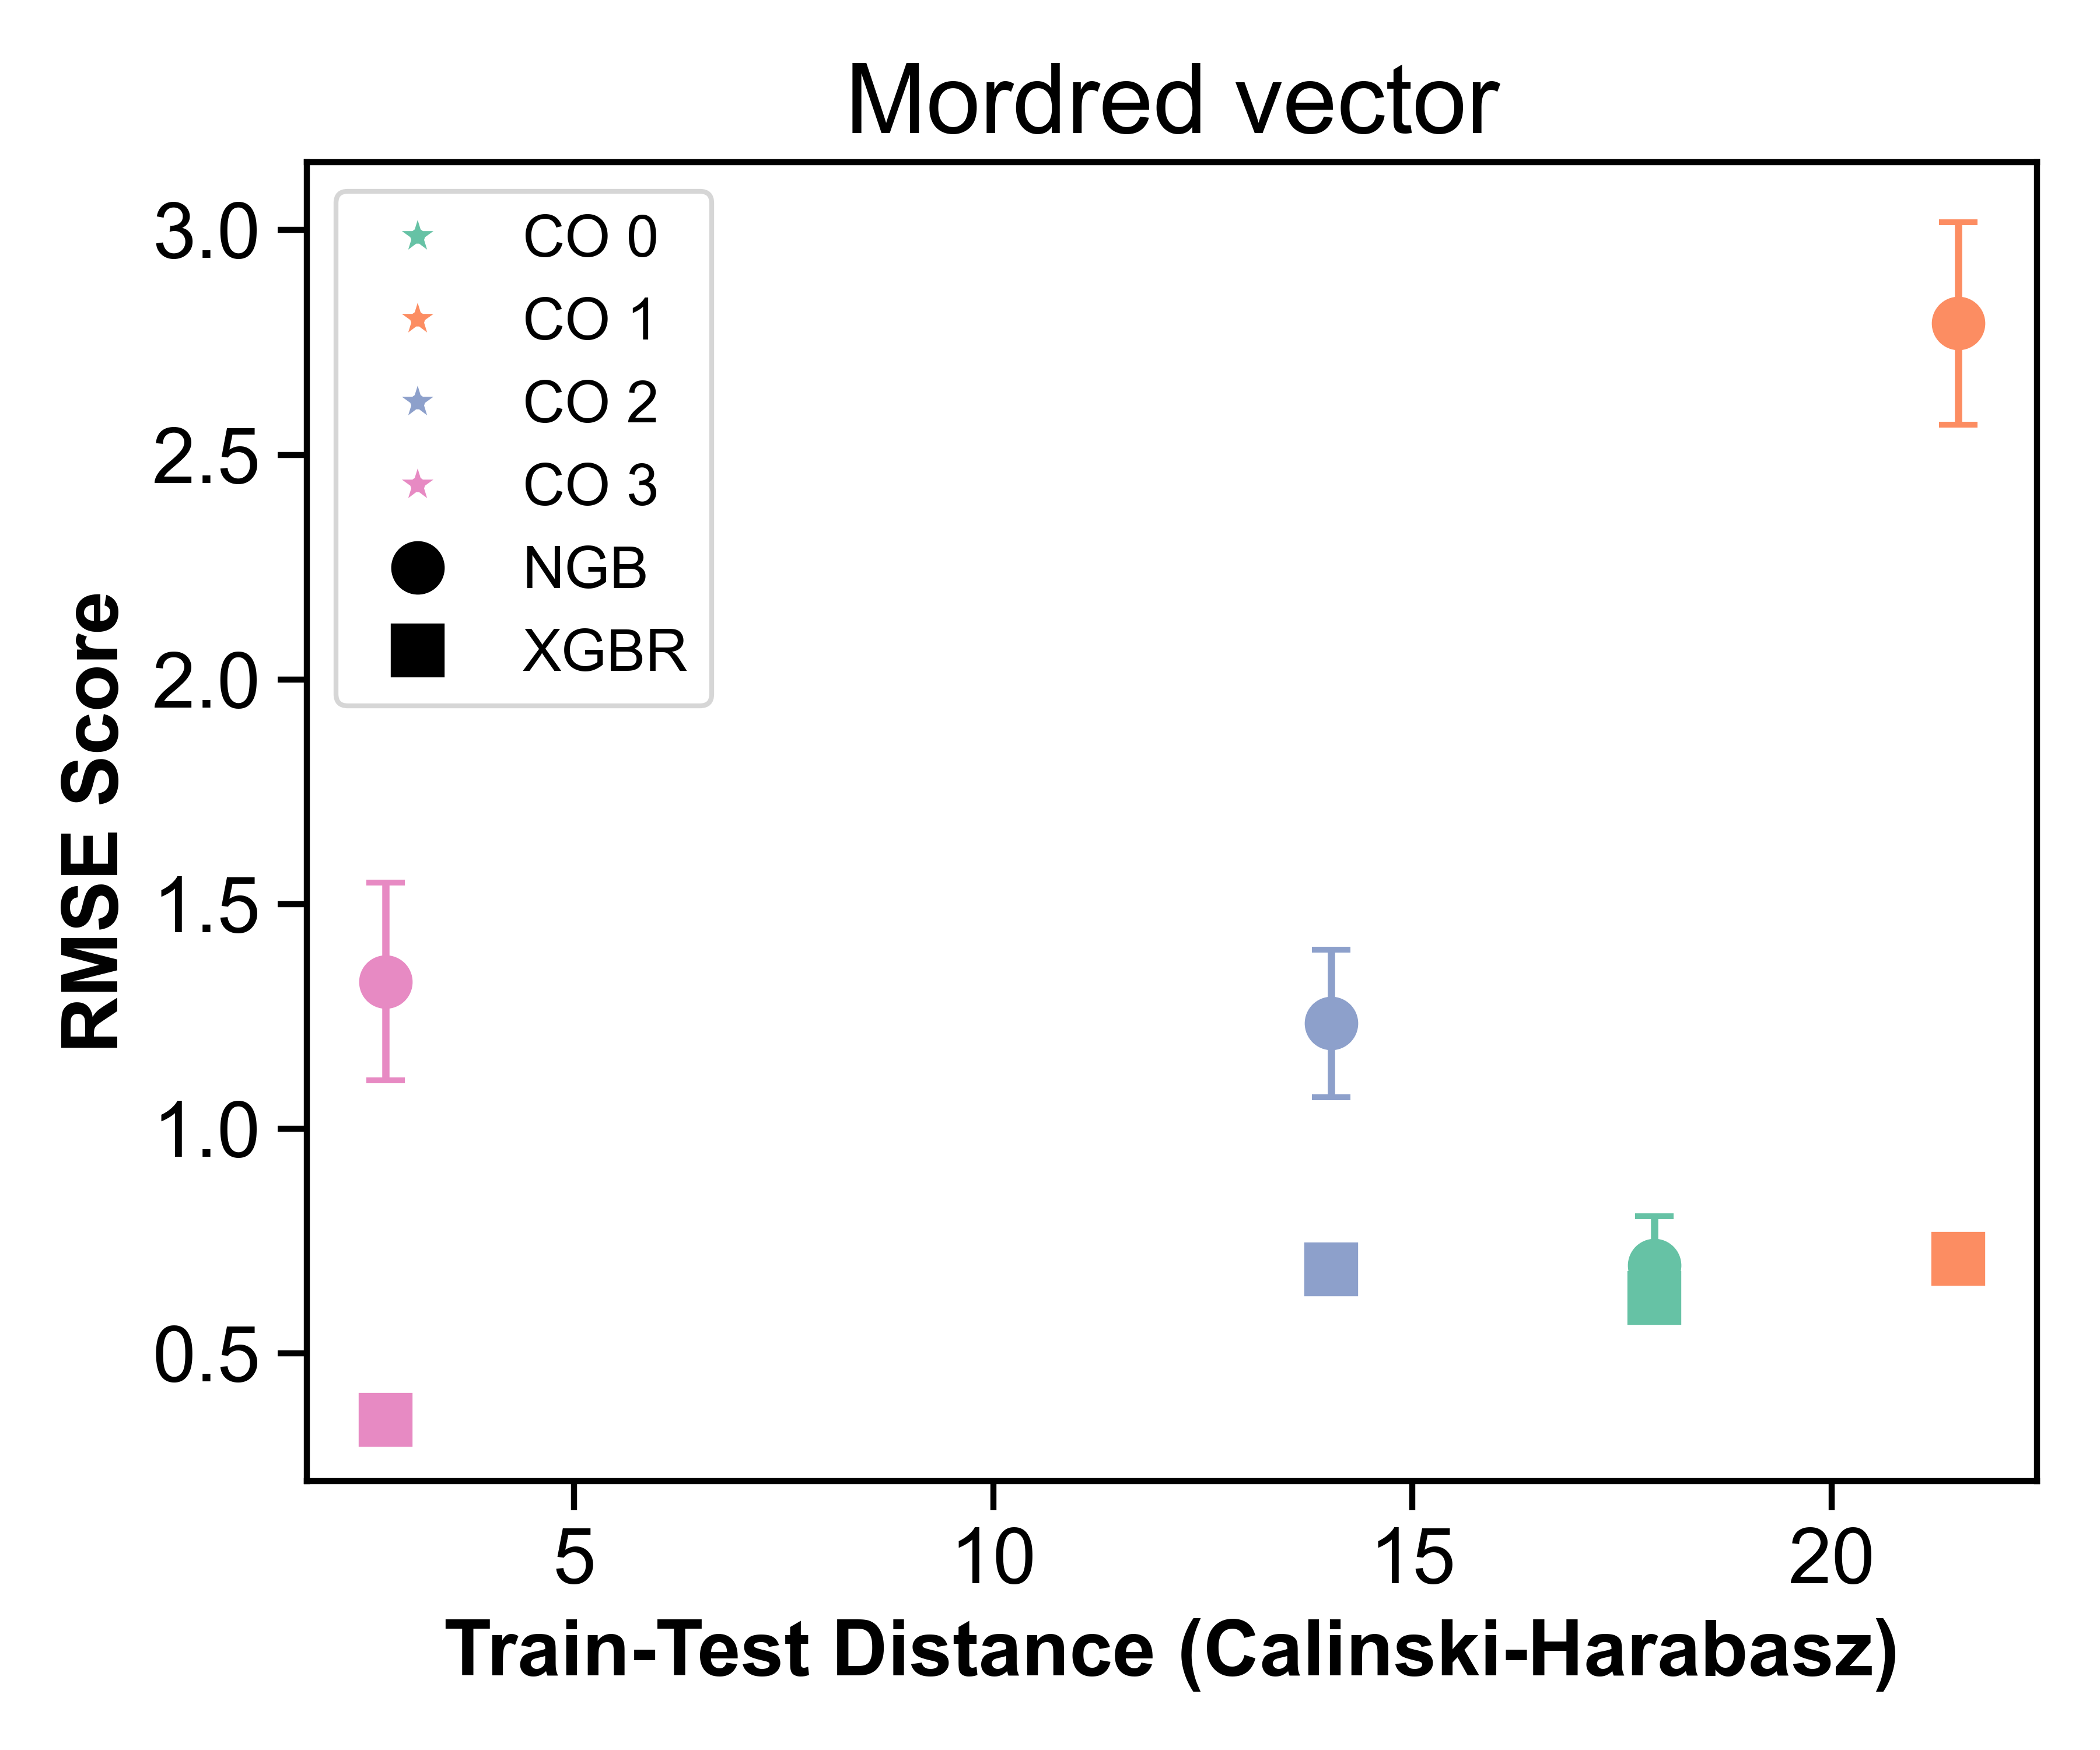 Mordred vector
3.0
2.5
2.0
1.5
1.0
0.5
RMSE Score
CO 0
CO 1
CO 2
CO 3
NGB
XGBR
5 10 15 20
Train-Test Distance (Calinski-Harabasz)